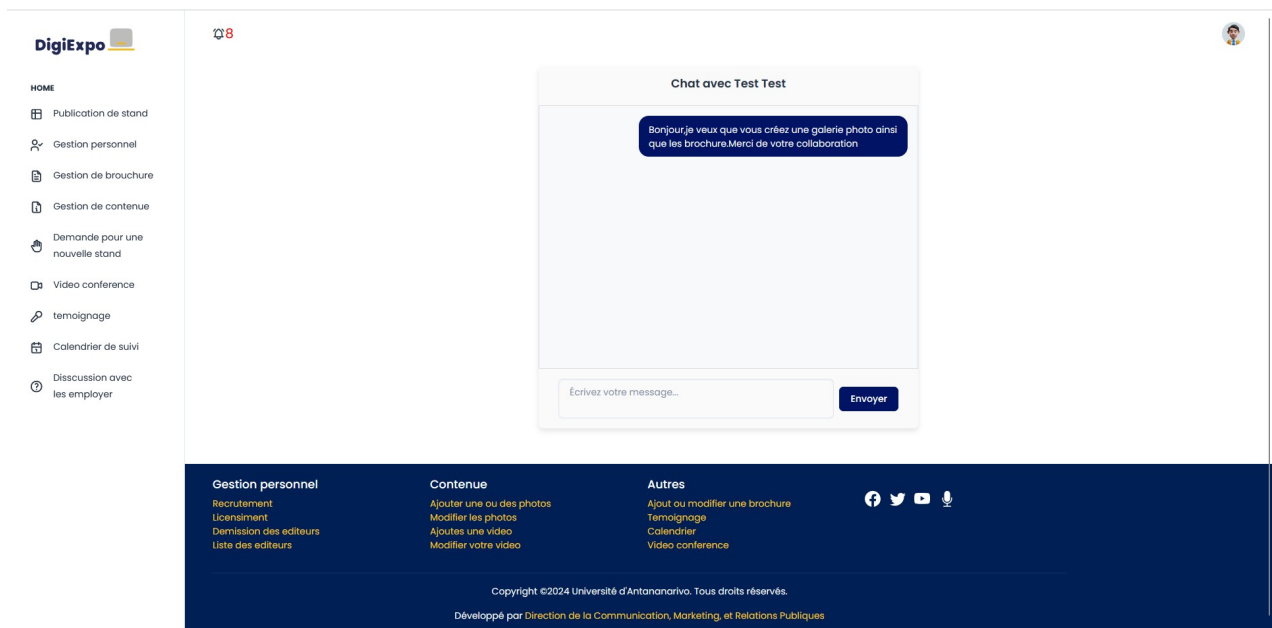 DigiExpo
8
HOME
Publication de stand
Gestion personnel
Gestion de brouchure
Gestion de contenue
Demande pour une
nouvelle stand
Video conference
temoignage
Calendrier de suivi
Disscussion avec
les employer
Chat avec Test Test
Bonjour,je veux que vous créez une galerie photo ainsi
que les brochure.Merci de votre collaboration
Écrivez votre message...
Envoyer
Gestion personnel
Recrutement
Licensiment
Demission des editeurs
Liste des editeurs
Contenue
Ajouter une ou des photos
Modifier les photos
Ajoutes une video
Modifier votre video
Autres
Ajout ou modifier une brochure
Temoignage
Calendrier
Video conference
Copyright ©2024 Université d'Antananarivo. Tous droits réservés.
Développé par Direction de la Communication, Marketing, et Relations Publiques